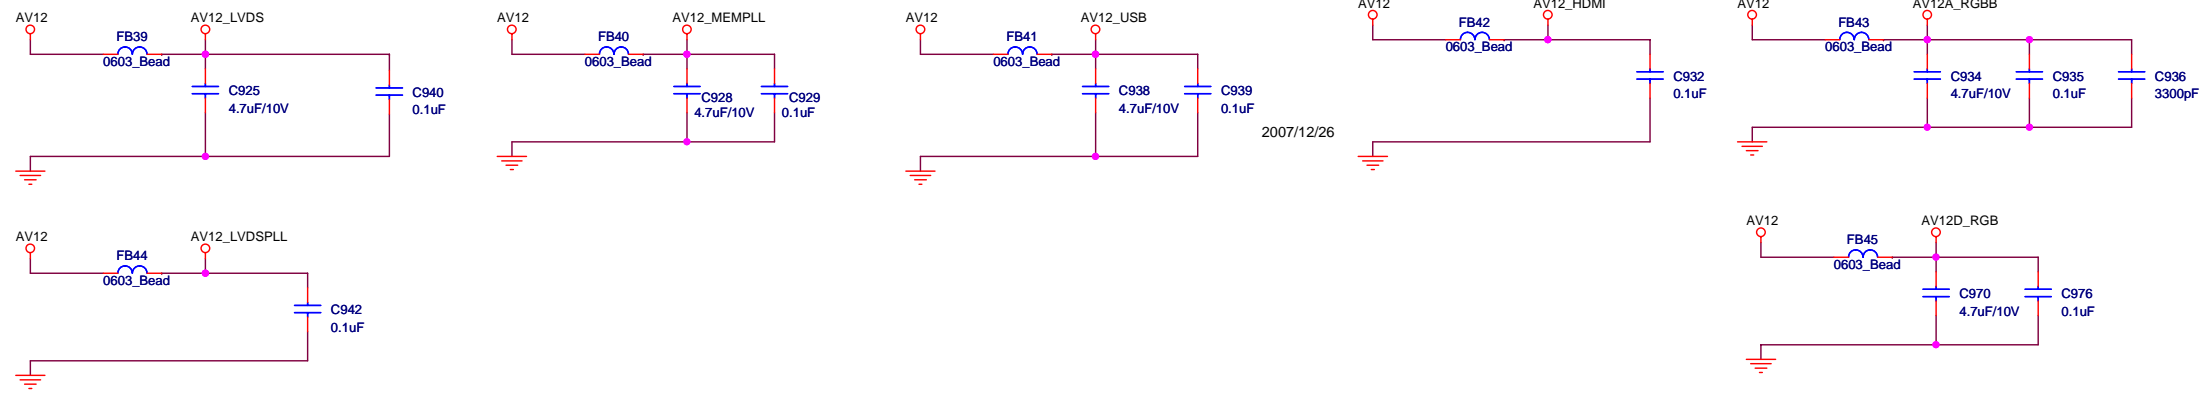 AV12
AV12_LVDS
FB39
0603_Bead
C925
4.7uF/10V
C940
0.1uF
AV12
AV12_MEMPLL
FB40
0603_Bead
C928
4.7uF/10V
C929
0.1uF
AV12
AV12_USB
FB41
0603_Bead
C938
4.7uF/10V
C939
0.1uF
2007/12/26
AV12
AV12_HDMI
FB42
0603_Bead
C932
0.1uF
AV12
AV12A_RGBB
FB43
0603_Bead
C934
4.7uF/10V
C935
0.1uF
C936
3300pF
AV12
AV12_LVDSPLL
FB44
0603_Bead
C942
0.1uF
AV12
AV12D_RGB
FB45
0603_Bead
C970
4.7uF/10V
C976
0.1uF